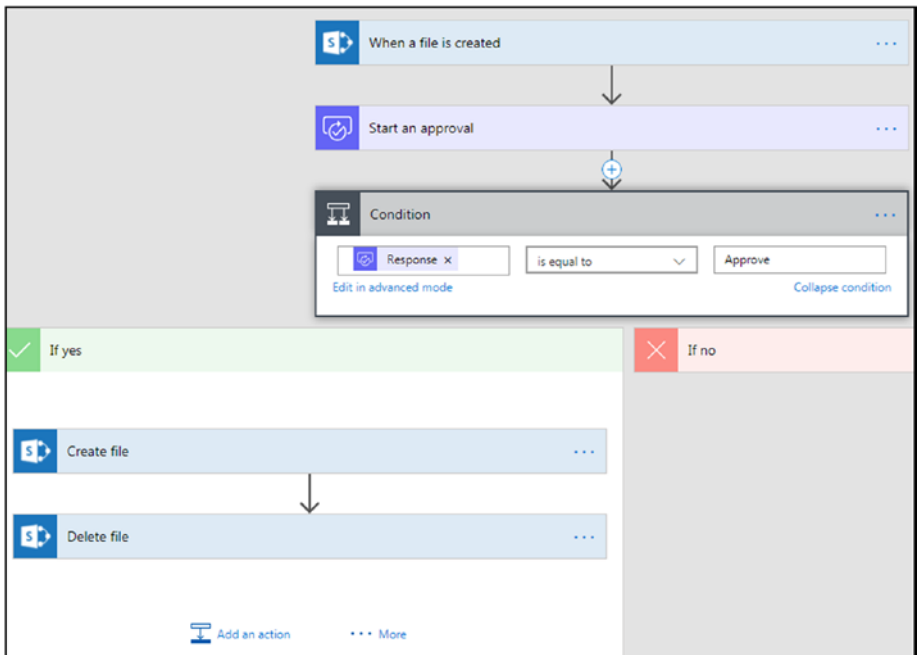 When a file is created
Start an approval
Condition
Response × is equal to Approve
Edit in advanced mode Collapse condition
If yes If no
Create file
Delete file
Add an action ... More